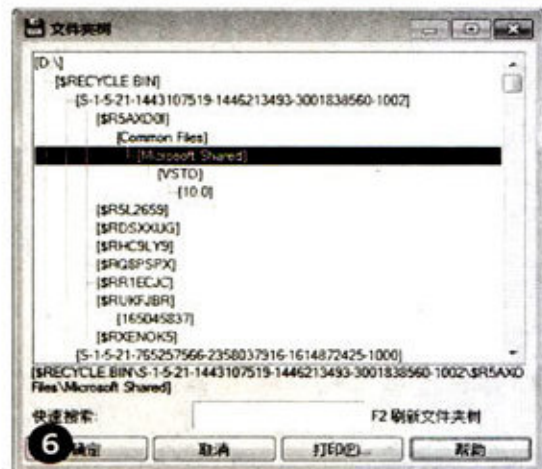 文件夹树
[D:\]
[$RECYCLE.BIN]
[S-1-5-21-1443107519-1446213493-3001838560-1002]
[$R5AXO0I]
[Common Files]
[Microsoft Shared]
[VSTO]
[10.0]
[$R5L2659]
[$RDSXXUG]
[$RHC9LY9]
[$RG8PSPX]
[$RR1ECJC]
[$RUKFJBR]
[165045837]
[$RXENOK5]
[S-1-5-21-765257566-2358037916-1614872425-1000]
[$RECYCLE.BIN\S-1-5-21-1443107519-1446213493-3001838560-1002\$R5AXO
Files\Microsoft Shared]
快速搜索: F2 刷新文件夹树
6 确定 取消 打印(P)... 帮助